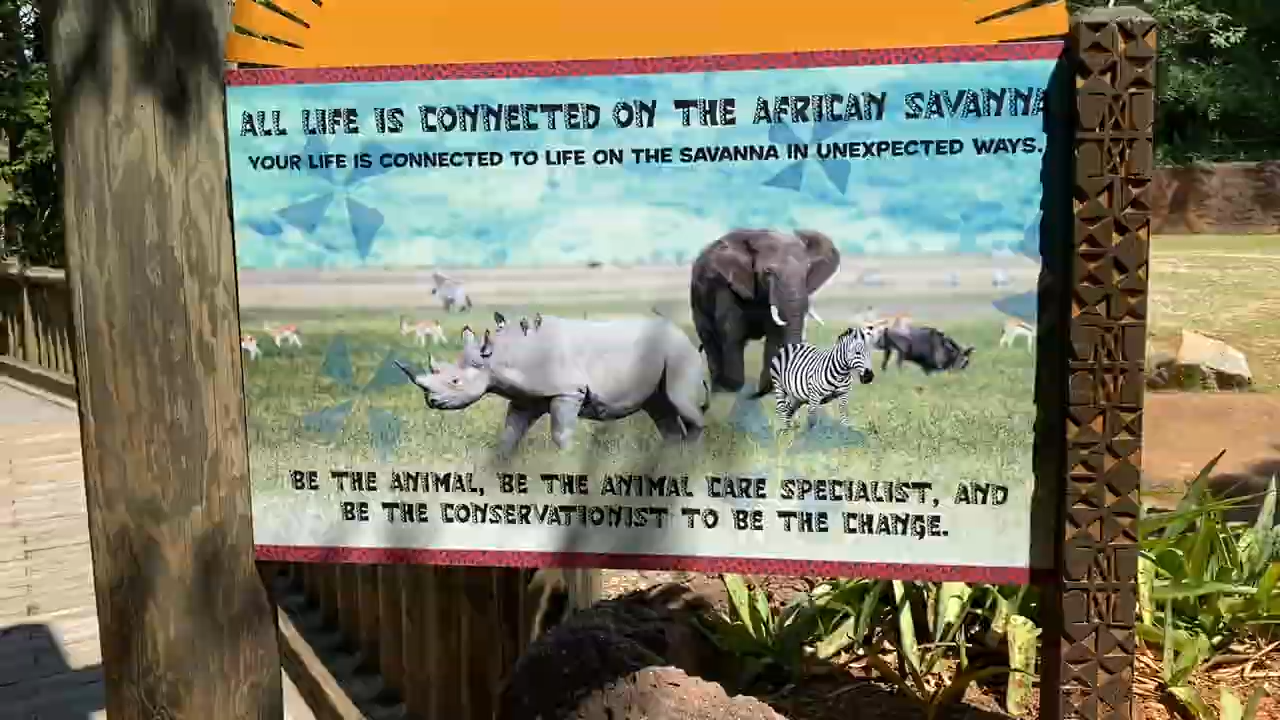 ALL LIFE IS CONNECTED ON THE AFRICAN SAVANNA
YOUR LIFE IS CONNECTED TO LIFE ON THE SAVANNA IN UNEXPECTED WAYS.
BE THE ANIMAL, BE THE ANIMAL CARE SPECIALIST, AND
BE THE CONSERVATIONIST TO BE THE CHANGE.